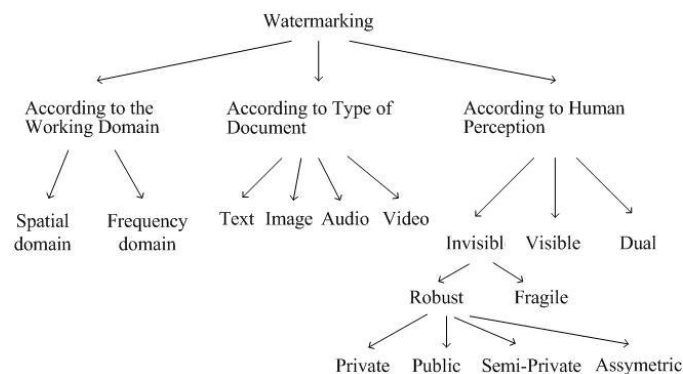 Watermarking
According to the
Working Domain
According to Type of
Document
According to Human
Perception
Spatial
domain
Frequency
domain
Text
Image
Audio
Video
Invisibl
Visible
Dual
Robust
Fragile
Private
Public
Semi-Private
Assymetric